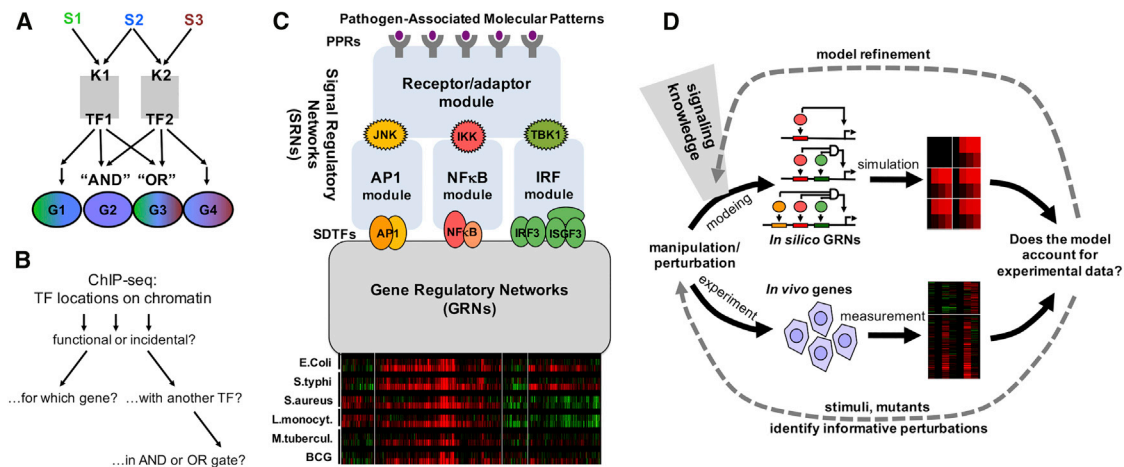 A
S1 S2 S3
K1 K2
TF1 TF2
“AND” “OR”
G1 G2 G3 G4
B
ChIP-seq:
TF locations on chromatin
functional or incidental?
…for which gene?
…with another TF?
…in AND or OR gate?
C
Pathogen-Associated Molecular Patterns
PPRs
Signal Regulatory
Networks
(SRNs)
Receptor/adaptor
module
JNK IKK TBK1
AP1
module
NFκB
module
IRF
module
SDTFs
AP1 NFκB IRF3 ISGF3
Gene Regulatory Networks
(GRNs)
E.Coli
S.typhi
S.aureus
L.monocyt.
M.tubercul.
BCG
D
model refinement
signaling
knowledge
modeing
simulation
In silico GRNs
manipulation/
perturbation
Does the model
account for
experimental data?
experiment
In vivo genes
measurement
stimuli, mutants
identify informative perturbations